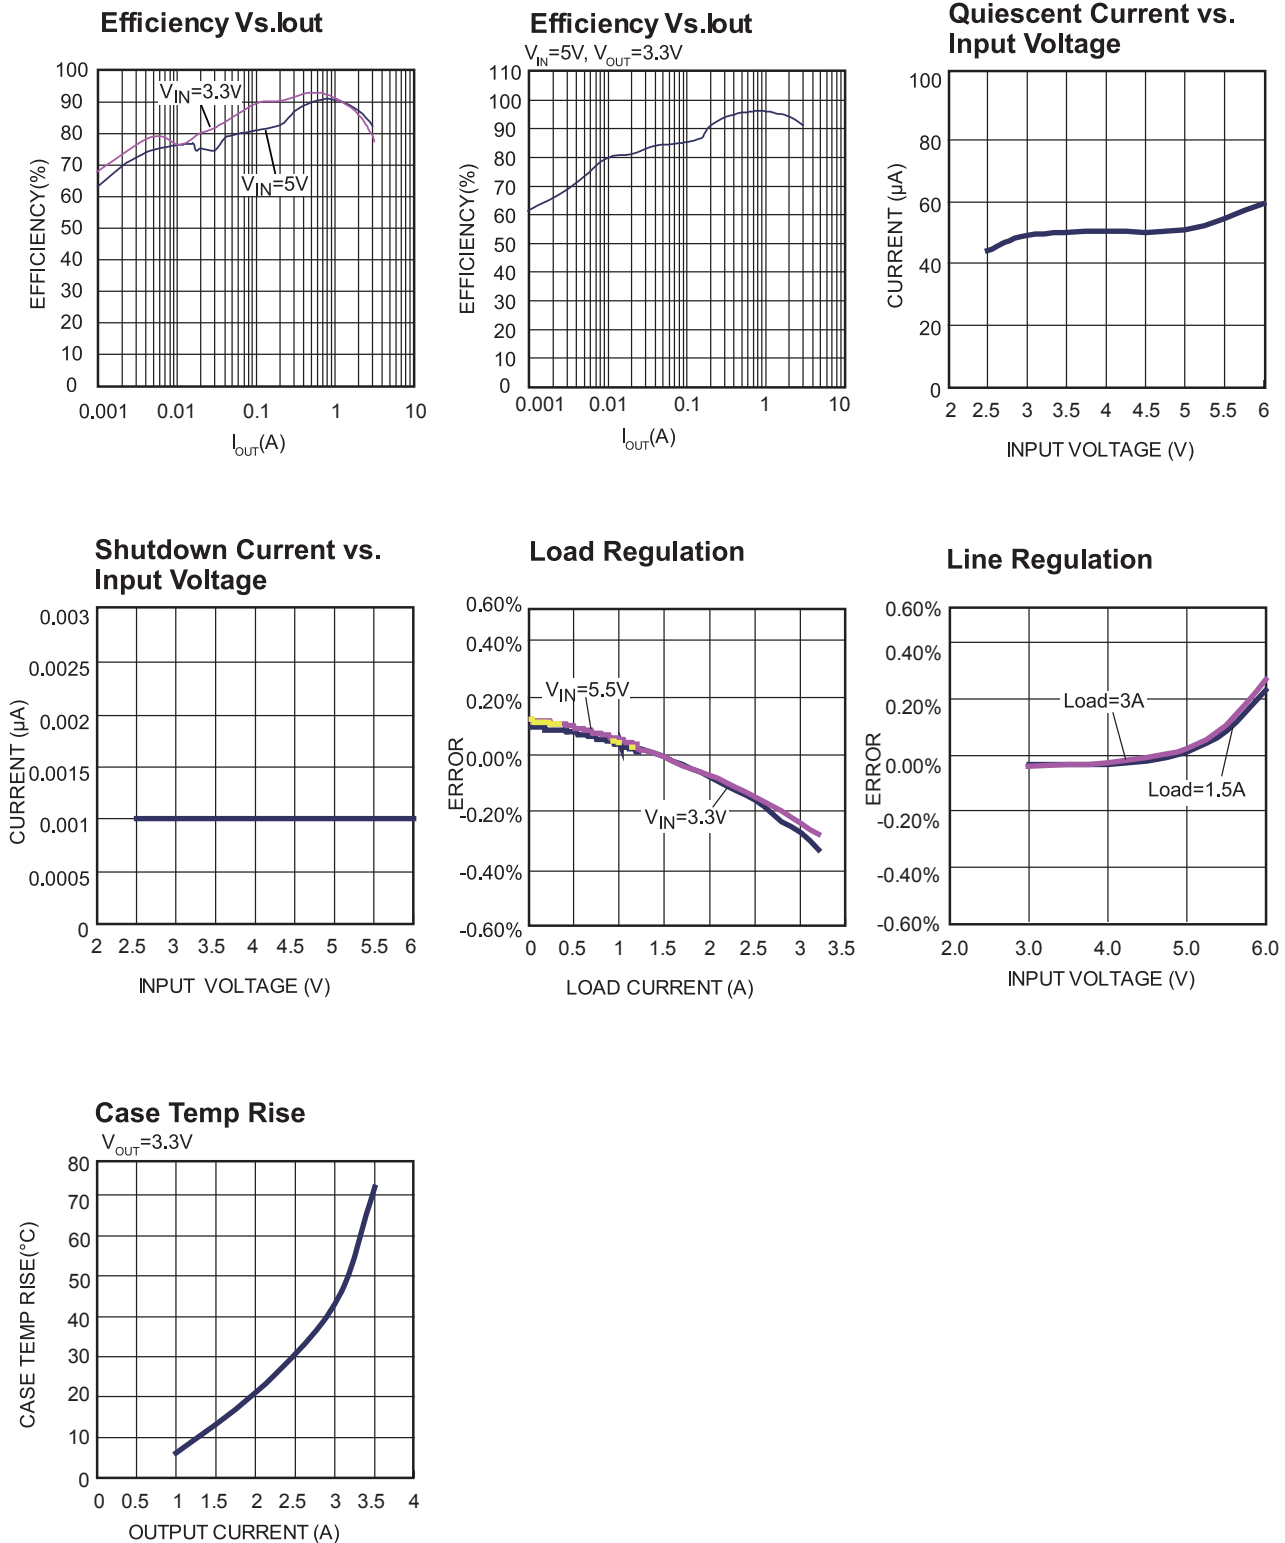 Efficiency Vs.Iout
100
90
80
70
60
50
40
30
20
10
0
EFFICIENCY(%)
VIN=3.3V
VIN=5V
0.001 0.01 0.1 1 10
IOUT(A)
Efficiency Vs.Iout
VIN=5V, VOUT=3.3V
110
100
90
80
70
60
50
40
30
20
10
0
EFFICIENCY(%)
0.001 0.01 0.1 1 10
IOUT(A)
Quiescent Current vs.
Input Voltage
100
80
60
40
20
0
CURRENT (µA)
2 2.5 3 3.5 4 4.5 5 5.5 6
INPUT VOLTAGE (V)
Shutdown Current vs.
Input Voltage
0.003
0.0025
0.002
0.0015
0.001
0.0005
0
CURRENT (µA)
2 2.5 3 3.5 4 4.5 5 5.5 6
INPUT VOLTAGE (V)
Load Regulation
0.60%
0.40%
0.20%
0.00%
-0.20%
-0.40%
-0.60%
ERROR
VIN=5.5V
VIN=3.3V
0 0.5 1 1.5 2 2.5 3 3.5
LOAD CURRENT (A)
Line Regulation
0.60%
0.40%
0.20%
0.00%
-0.20%
-0.40%
-0.60%
ERROR
Load=3A
Load=1.5A
2.0 3.0 4.0 5.0 6.0
INPUT VOLTAGE (V)
Case Temp Rise
VOUT=3.3V
80
70
60
50
40
30
20
10
0
CASE TEMP RISE(°C)
0 0.5 1 1.5 2 2.5 3 3.5 4
OUTPUT CURRENT (A)